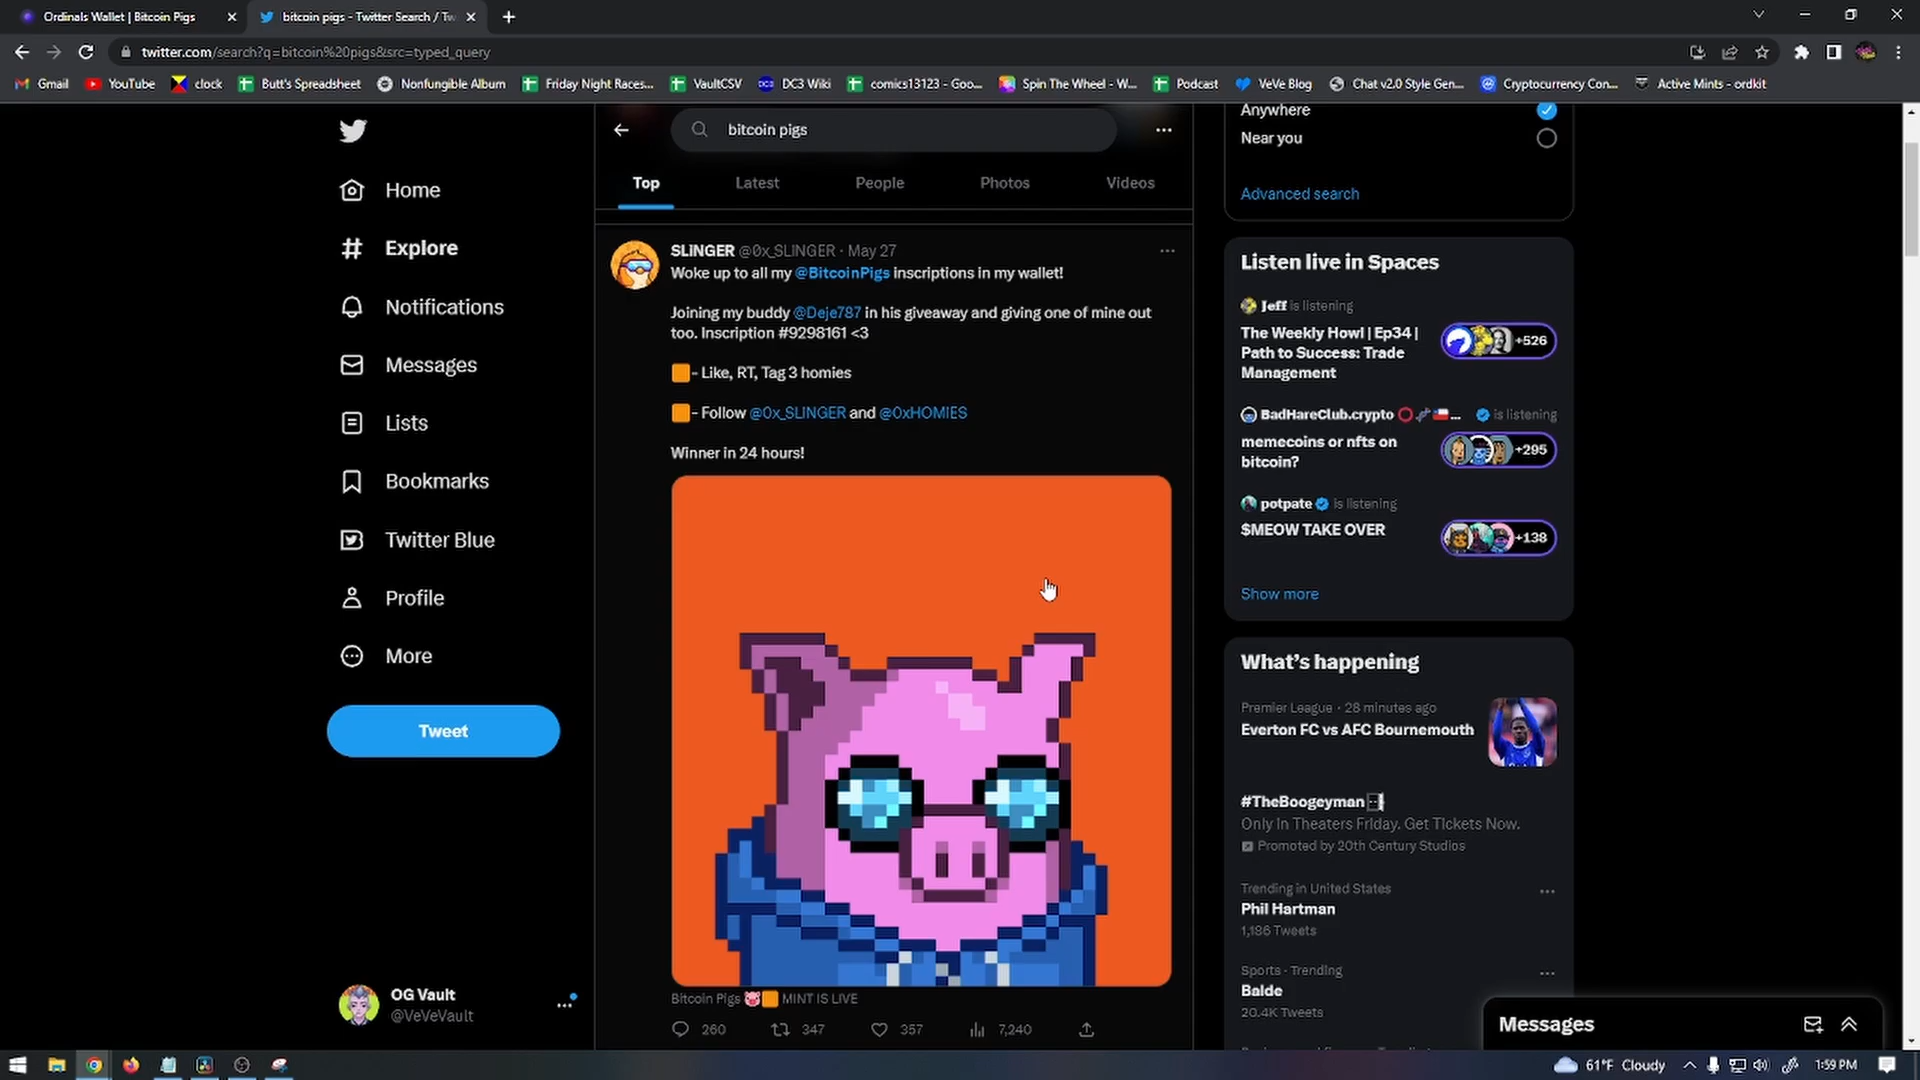 Ordinals Wallet | Bitcoin Pigs
bitcoin pigs - Twitter Search / Tw
twitter.com/search?q=bitcoin%20pigs&src=typed_query
Gmail
YouTube
clock
Butt's Spreadsheet
Nonfungible Album
Friday Night Races...
VaultCSV
DC3 Wiki
comics13123 - Goo...
Spin The Wheel - W...
Podcast
VeVe Blog
Chat v2.0 Style Gen...
Cryptocurrency Con...
Active Mints - ordkit
Home
Explore
Notifications
Messages
Lists
Bookmarks
Twitter Blue
Profile
More
Tweet
OG Vault
@VeVeVault
bitcoin pigs
Top
Latest
People
Photos
Videos
SLINGER @0x_SLINGER · May 27
Woke up to all my @BitcoinPigs inscriptions in my wallet!
Joining my buddy @Deje787 in his giveaway and giving one of mine out
too. Inscription #9298161 <3
🟧- Like, RT, Tag 3 homies
🟧- Follow @0x_SLINGER and @0xHOMIES
Winner in 24 hours!
Bitcoin Pigs 🐷🟧 MINT IS LIVE
260
347
357
7,240
Anywhere
Near you
Advanced search
Listen live in Spaces
Jeff is listening
The Weekly Howl | Ep34 |
Path to Success: Trade
Management
+526
BadHareClub.crypto ⭕ 🇨🇱... is listening
memecoins or nfts on
bitcoin?
+295
potpate is listening
$MEOW TAKE OVER
+138
Show more
What's happening
Premier League · 28 minutes ago
Everton FC vs AFC Bournemouth
#TheBoogeyman
Only In Theaters Friday. Get Tickets Now.
Promoted by 20th Century Studios
Trending in United States
Phil Hartman
1,186 Tweets
Sports · Trending
Balde
20.4K Tweets
Messages
61°F Cloudy
1:59 PM